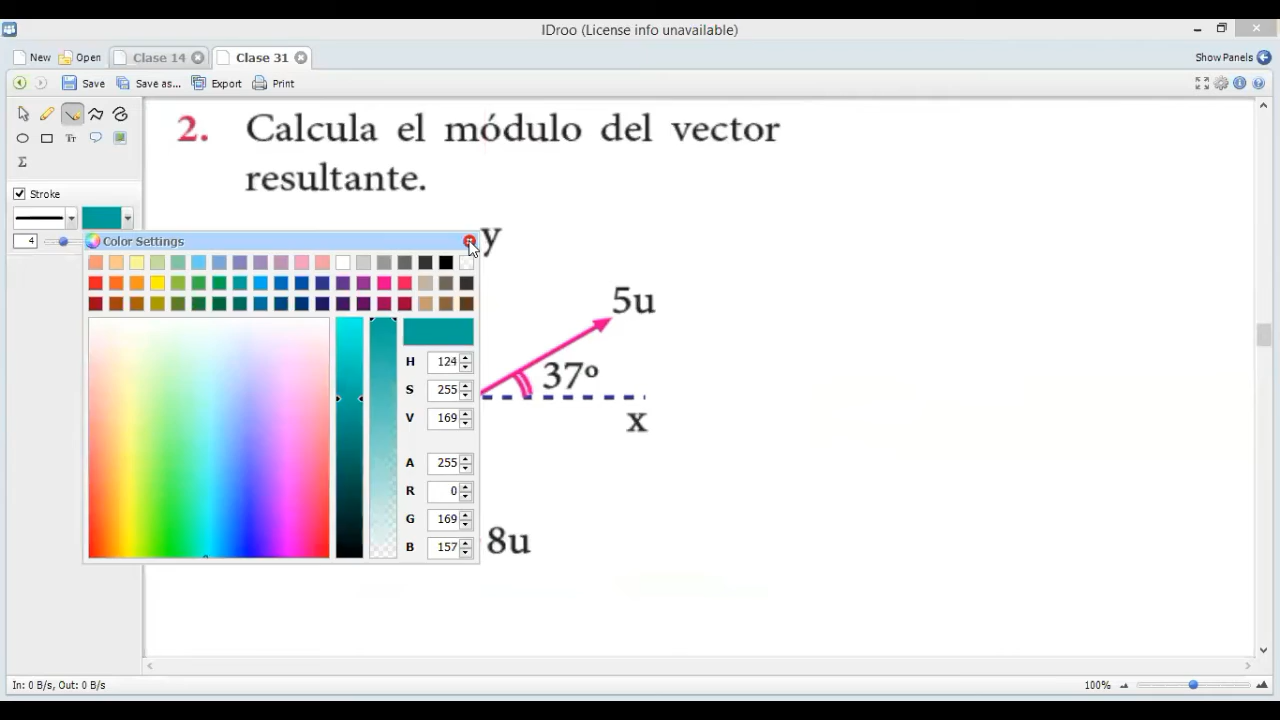 IDroo (License info unavailable)
New Open Clase 14 Clase 31 Show Panels
Save Save as... Export Print
Tт
Σ
Stroke
4
2. Calcula el módulo del vector
resultante.
y
Color Settings
5u
37º
x
8u
H 124
S 255
V 169
A 255
R 0
G 169
B 157
In: 0 B/s, Out: 0 B/s 100%